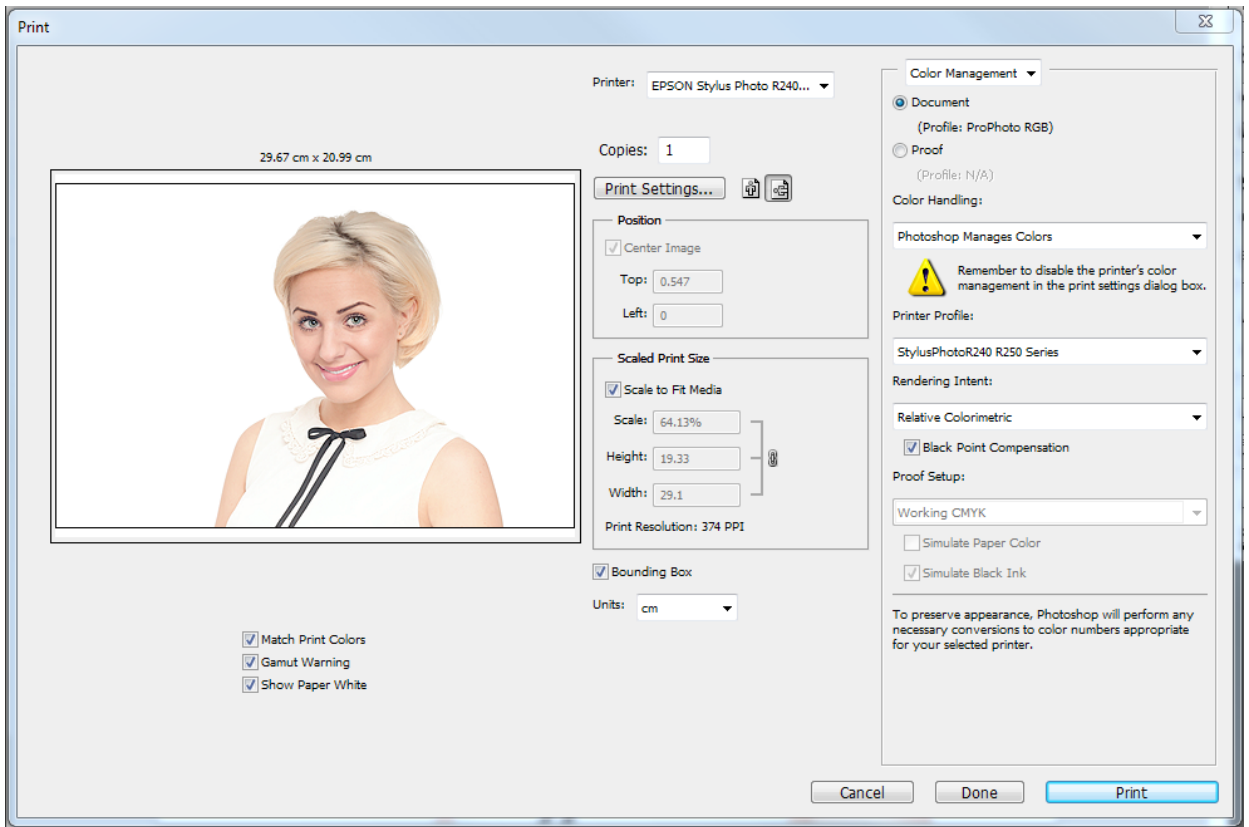 Print
29.67 cm x 20.99 cm
Match Print Colors
Gamut Warning
Show Paper White
Printer: EPSON Stylus Photo R240...
Copies: 1
Print Settings...
Position
Center Image
Top: 0.547
Left: 0
Scaled Print Size
Scale to Fit Media
Scale: 64.13%
Height: 19.33
Width: 29.1
Print Resolution: 374 PPI
Bounding Box
Units: cm
Color Management
Document
(Profile: ProPhoto RGB)
Proof
(Profile: N/A)
Color Handling:
Photoshop Manages Colors
Remember to disable the printer's color
management in the print settings dialog box.
Printer Profile:
StylusPhotoR240 R250 Series
Rendering Intent:
Relative Colorimetric
Black Point Compensation
Proof Setup:
Working CMYK
Simulate Paper Color
Simulate Black Ink
To preserve appearance, Photoshop will perform any
necessary conversions to color numbers appropriate
for your selected printer.
Cancel
Done
Print